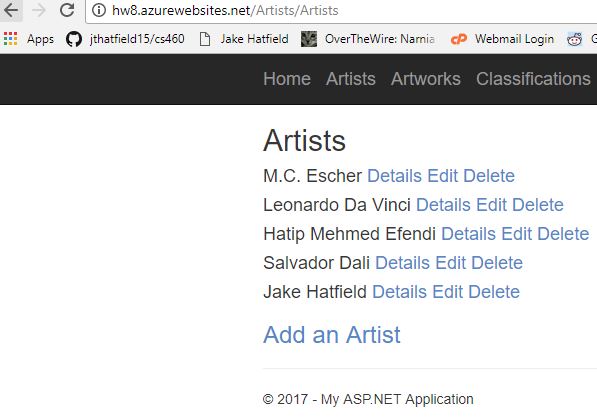 hw8.azurewebsites.net/Artists/Artists
Apps jthatfield15/cs460 Jake Hatfield OverTheWire: Narnia Webmail Login
Home Artists Artworks Classifications
Artists
M.C. Escher Details Edit Delete
Leonardo Da Vinci Details Edit Delete
Hatip Mehmed Efendi Details Edit Delete
Salvador Dali Details Edit Delete
Jake Hatfield Details Edit Delete
Add an Artist
© 2017 - My ASP.NET Application